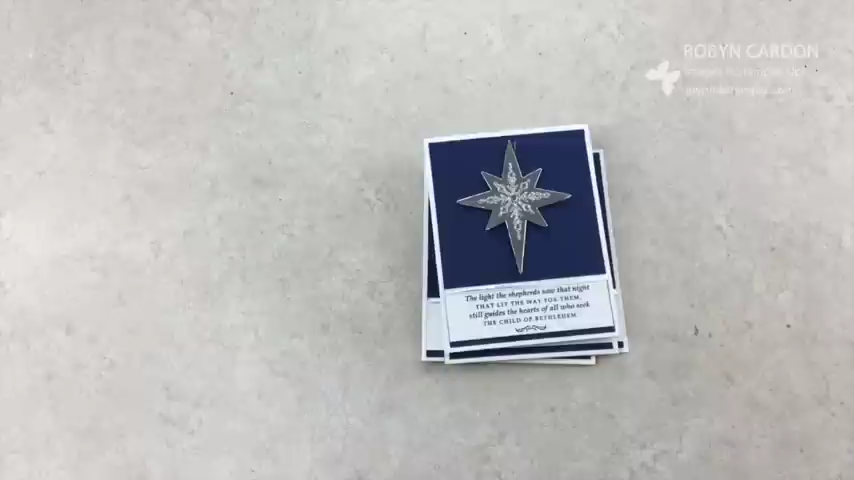 ROBYN CARDON
The light the shepherds saw that night
THAT LIT THE WAY FOR THEM,
still guides the hearts of all who seek
THE CHILD OF BETHLEHEM.